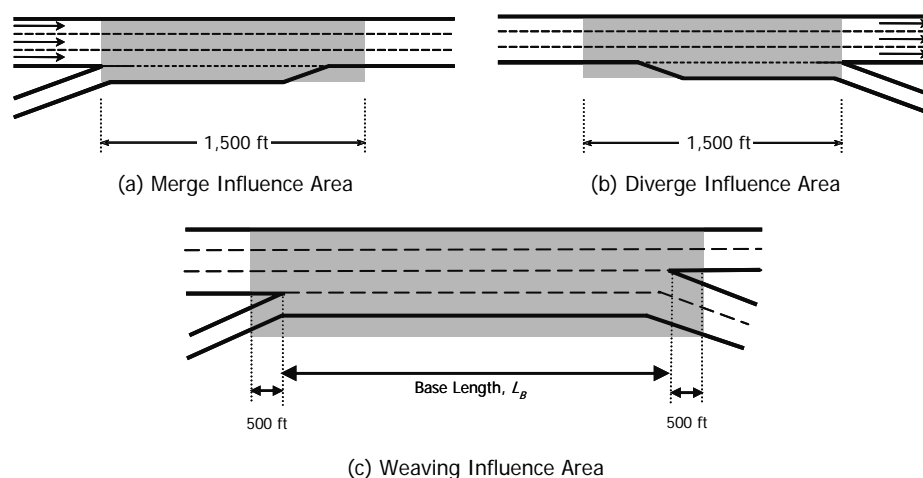 1,500 ft
1,500 ft
(a) Merge Influence Area
(b) Diverge Influence Area
Base Length, L_B
500 ft
500 ft
(c) Weaving Influence Area